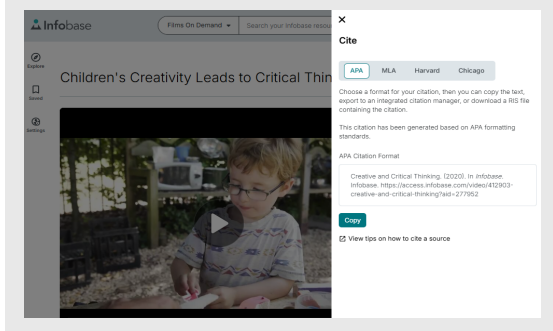 Infobase
Films On Demand
Search your Infobase resou
Explore
Saved
Settings
Children's Creativity Leads to Critical Thin
Cite
APA MLA Harvard Chicago
Choose a format for your citation, then you can copy the text,
export to an integrated citation manager, or download a RIS file
containing the citation.
This citation has been generated based on APA formatting
standards.
APA Citation Format
Creative and Critical Thinking. (2020). In Infobase.
Infobase. https://access.infobase.com/video/412903-
creative-and-critical-thinking?aid=277952
Copy
View tips on how to cite a source